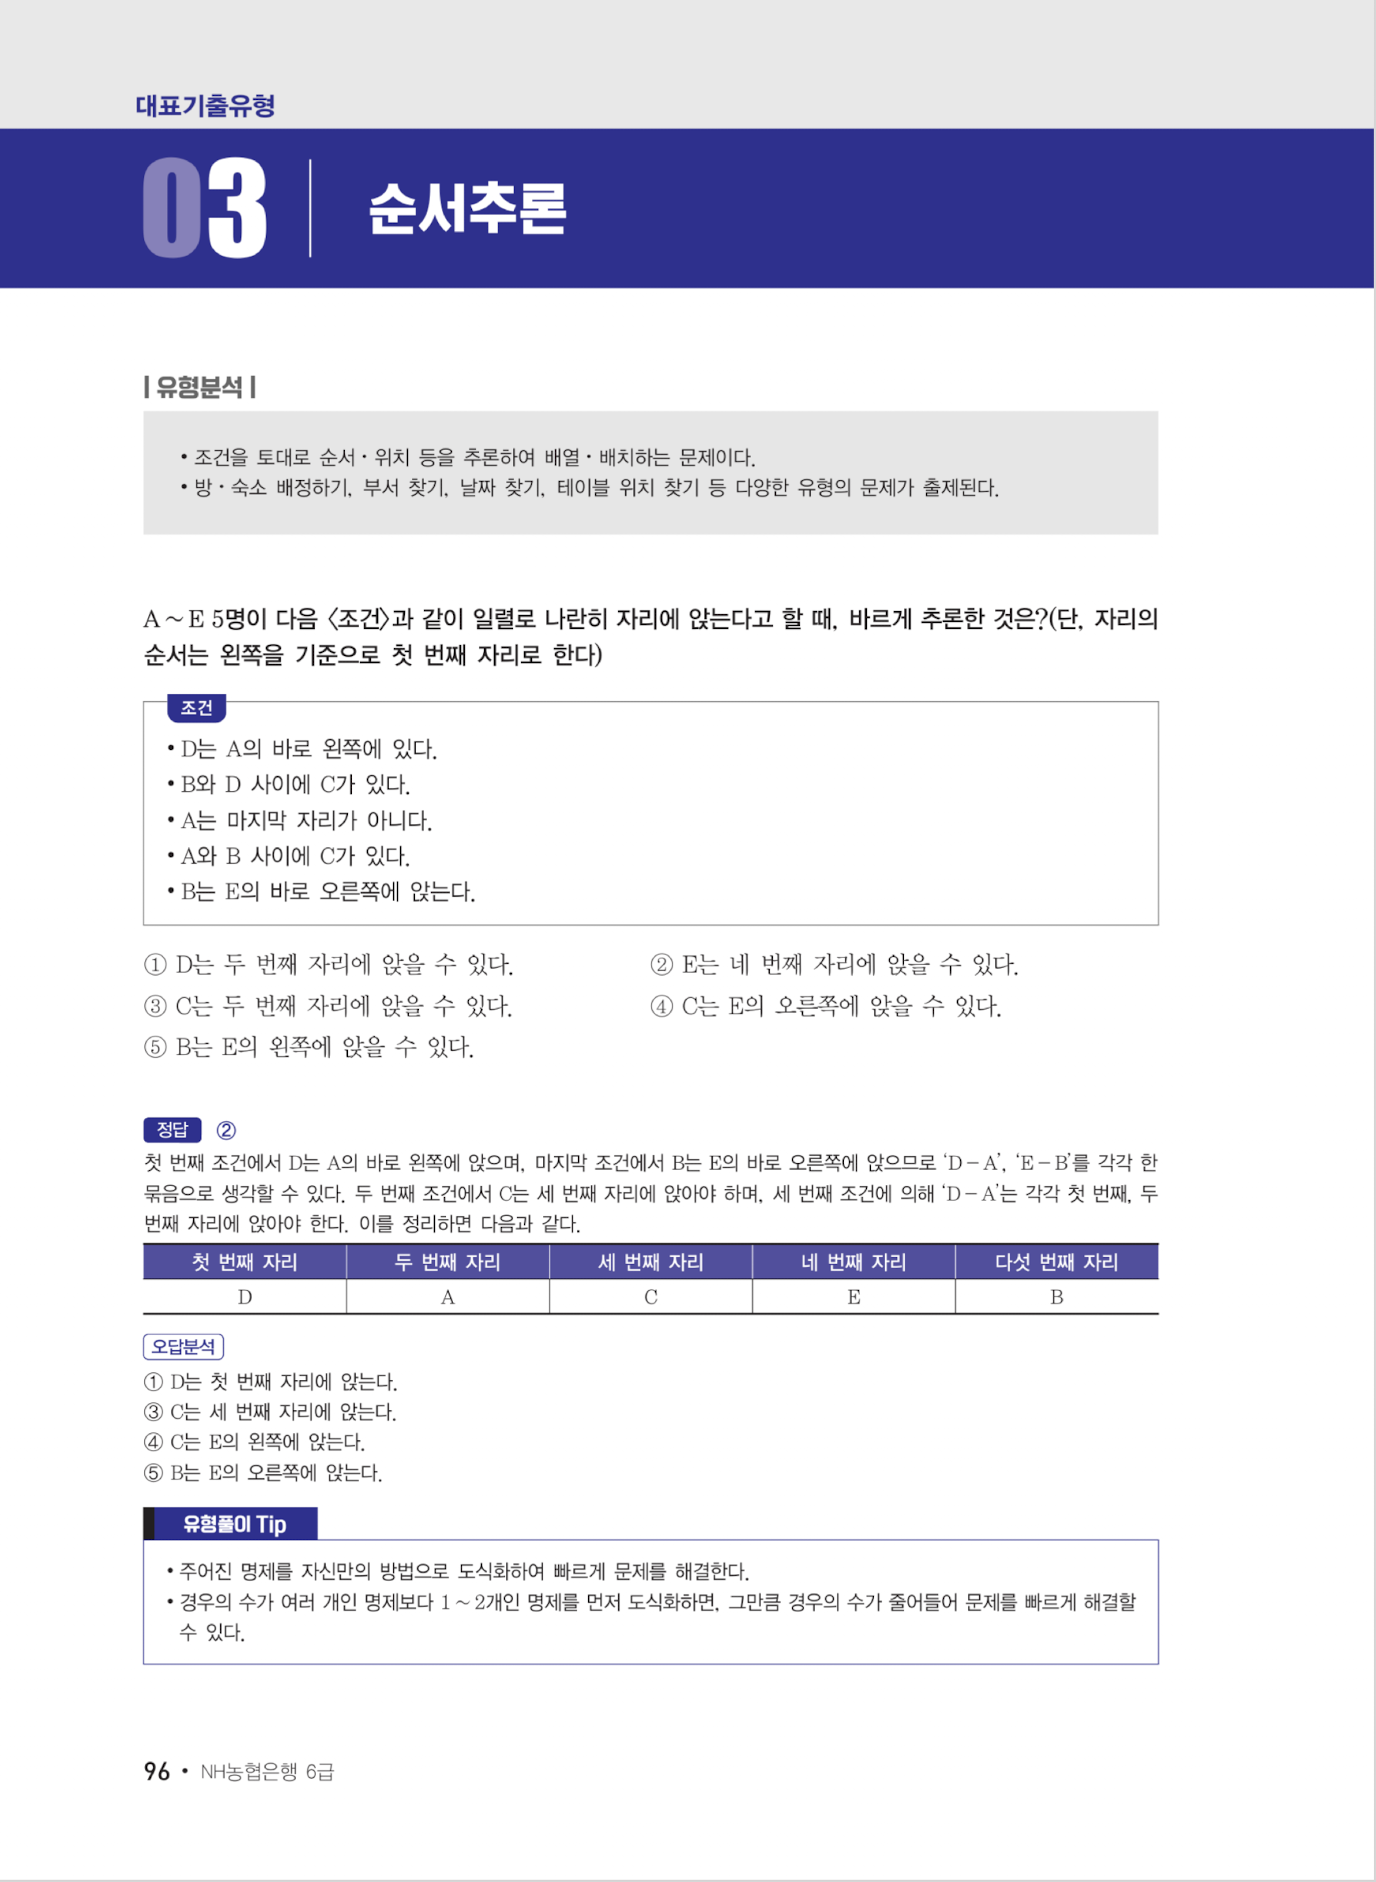 대표기출유형
03 순서추론
| 유형분석 |
• 조건을 토대로 순서 · 위치 등을 추론하여 배열 · 배치하는 문제이다.
• 방 · 숙소 배정하기, 부서 찾기, 날짜 찾기, 테이블 위치 찾기 등 다양한 유형의 문제가 출제된다.
A ~ E 5명이 다음 〈조건〉과 같이 일렬로 나란히 자리에 앉는다고 할 때, 바르게 추론한 것은?(단, 자리의
순서는 왼쪽을 기준으로 첫 번째 자리로 한다)
조건
• D는 A의 바로 왼쪽에 있다.
• B와 D 사이에 C가 있다.
• A는 마지막 자리가 아니다.
• A와 B 사이에 C가 있다.
• B는 E의 바로 오른쪽에 앉는다.
① D는 두 번째 자리에 앉을 수 있다. ② E는 네 번째 자리에 앉을 수 있다.
③ C는 두 번째 자리에 앉을 수 있다. ④ C는 E의 오른쪽에 앉을 수 있다.
⑤ B는 E의 왼쪽에 앉을 수 있다.
정답 ②
첫 번째 조건에서 D는 A의 바로 왼쪽에 앉으며, 마지막 조건에서 B는 E의 바로 오른쪽에 앉으므로 ‘D – A’, ‘E – B’를 각각 한
묶음으로 생각할 수 있다. 두 번째 조건에서 C는 세 번째 자리에 앉아야 하며, 세 번째 조건에 의해 ‘D – A’는 각각 첫 번째, 두
번째 자리에 앉아야 한다. 이를 정리하면 다음과 같다.
첫 번째 자리 두 번째 자리 세 번째 자리 네 번째 자리 다섯 번째 자리
D A C E B
오답분석
① D는 첫 번째 자리에 앉는다.
③ C는 세 번째 자리에 앉는다.
④ C는 E의 왼쪽에 앉는다.
⑤ B는 E의 오른쪽에 앉는다.
유형풀이 Tip
• 주어진 명제를 자신만의 방법으로 도식화하여 빠르게 문제를 해결한다.
• 경우의 수가 여러 개인 명제보다 1 ~ 2개인 명제를 먼저 도식화하면, 그만큼 경우의 수가 줄어들어 문제를 빠르게 해결할
수 있다.
96 • NH농협은행 6급